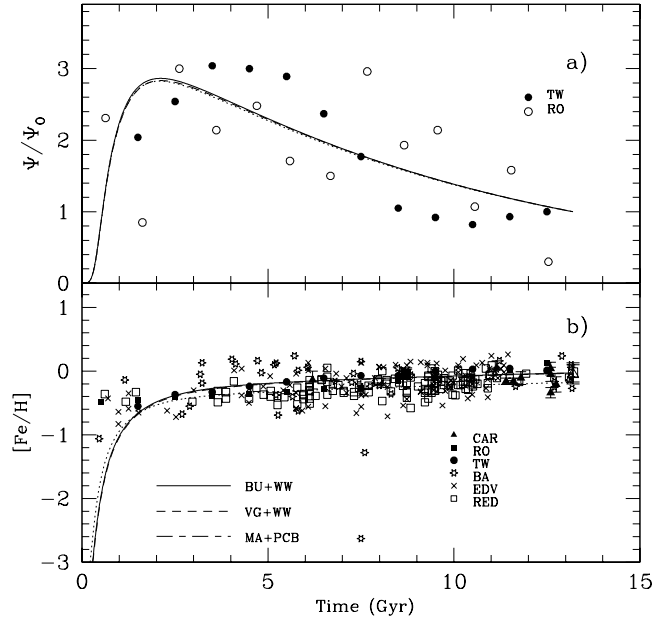 a)
TW
RO
3
2
1
0
Ψ/Ψ0
b)
1
0
−1
−2
−3
[Fe/H]
CAR
RO
TW
BA
EDV
RED
BU+WW
VG+WW
MA+PCB
0 5 10 15
Time (Gyr)